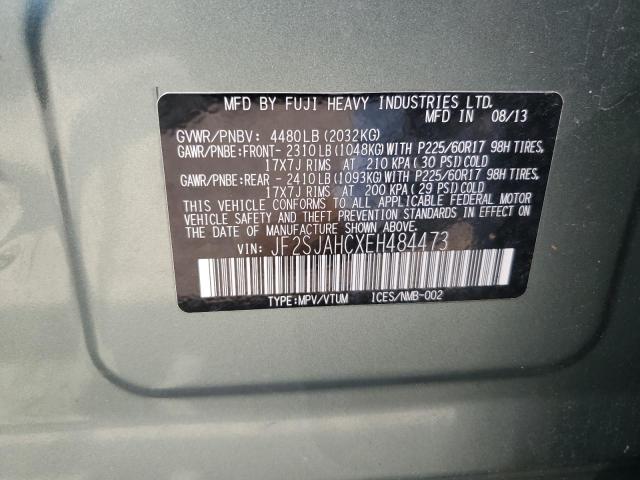 MFD BY FUJI HEAVY INDUSTRIES LTD.
MFD IN 08/13
GVWR/PNBV: 4480LB(2032KG)
GAWR/PNBE:FRONT- 2310LB(1048KG)WITH P225/60R17 98H TIRES,
17X7J RIMS AT 210 KPA(30 PSI)COLD
GAWR/PNBE:REAR - 2410LB(1093KG)WITH P225/60R17 98H TIRES,
17X7J RIMS AT 200 KPA(29 PSI)COLD
THIS VEHICLE CONFORMS TO ALL APPLICABLE FEDERAL MOTOR
VEHICLE SAFETY AND THEFT PREVENTION STANDARDS IN EFFECT
ON THE DATE OF MANUFACTURE SHOWN ABOVE.
VIN: JF2SJAHCXEH484473
TYPE:MPV/VTUM ICES/NMB-002